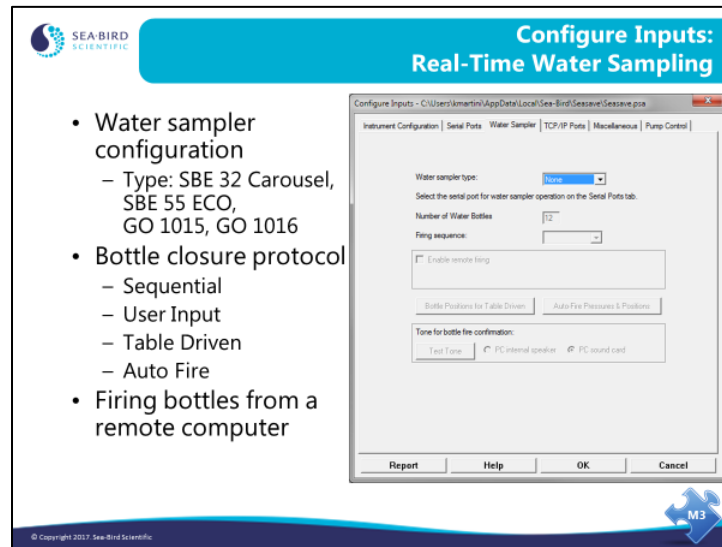 SEA·BIRD
SCIENTIFIC
Configure Inputs:
Real-Time Water Sampling
• Water sampler
configuration
– Type: SBE 32 Carousel,
SBE 55 ECO,
GO 1015, GO 1016
• Bottle closure protocol
– Sequential
– User Input
– Table Driven
– Auto Fire
• Firing bottles from a
remote computer
Configure Inputs - C:\Users\kmartini\AppData\Local\Sea-Bird\Seasave\Seasave.psa
Instrument Configuration | Serial Ports | Water Sampler | TCP/IP Ports | Miscellaneous | Pump Control
Water sampler type: None
Select the serial port for water sampler operation on the Serial Ports tab.
Number of Water Bottles 12
Firing sequence:
Enable remote firing
Bottle Positions for Table Driven Auto-Fire Pressures & Positions
Tone for bottle fire confirmation:
Test Tone PC internal speaker PC sound card
Report Help OK Cancel
M3
© Copyright 2017. Sea-Bird Scientific